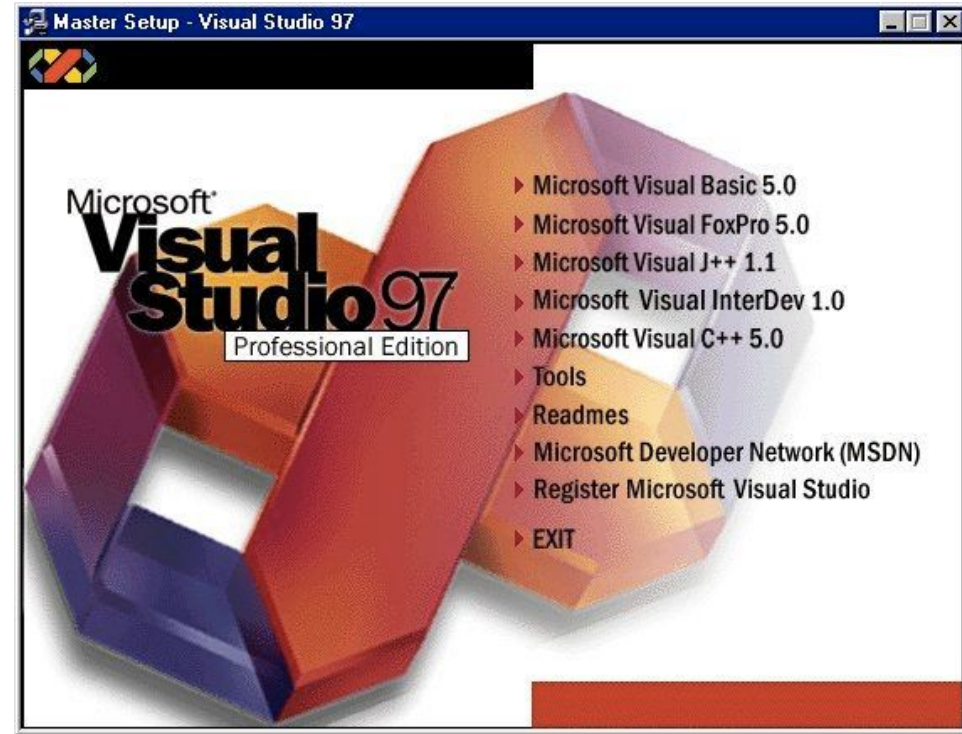 Master Setup - Visual Studio 97
Microsoft®
Visual
Studio 97
Professional Edition
Microsoft Visual Basic 5.0
Microsoft Visual FoxPro 5.0
Microsoft Visual J++ 1.1
Microsoft Visual InterDev 1.0
Microsoft Visual C++ 5.0
Tools
Readmes
Microsoft Developer Network (MSDN)
Register Microsoft Visual Studio
EXIT